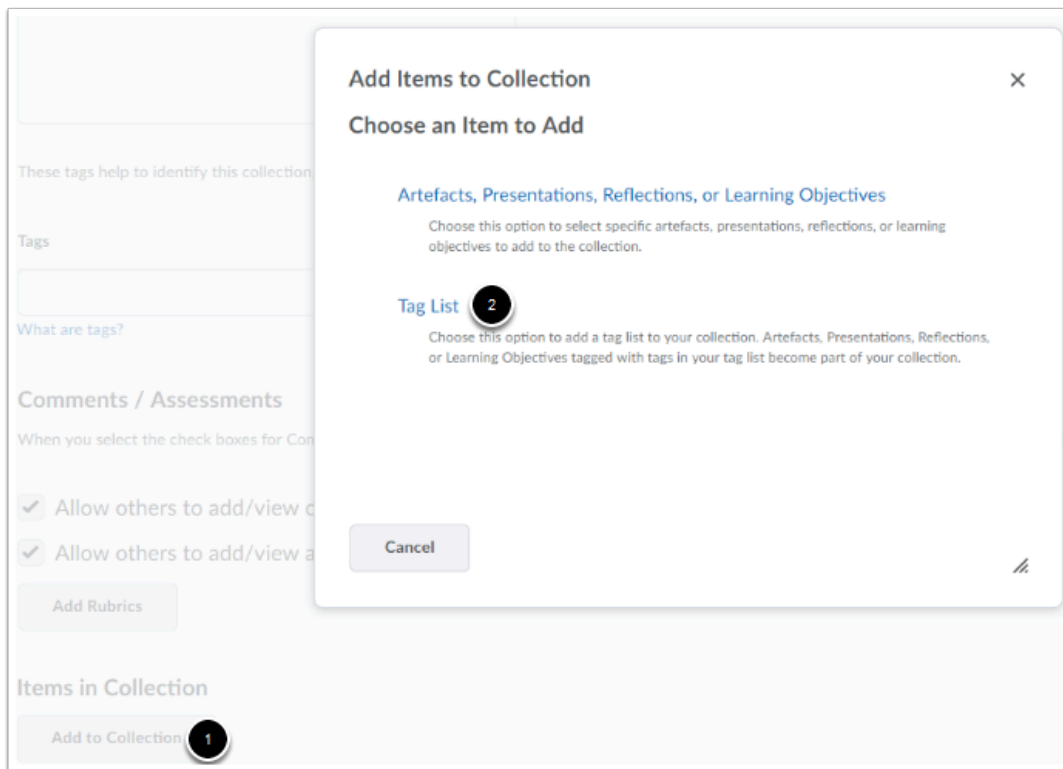 Add Items to Collection
Choose an Item to Add
Artefacts, Presentations, Reflections, or Learning Objectives
Choose this option to select specific artefacts, presentations, reflections, or learning
objectives to add to the collection.
Tag List 2
Choose this option to add a tag list to your collection. Artefacts, Presentations, Reflections,
or Learning Objectives tagged with tags in your tag list become part of your collection.
Cancel
These tags help to identify this collection
Tags
What are tags?
Comments / Assessments
When you select the check boxes for Com
Allow others to add/view c
Allow others to add/view a
Add Rubrics
Items in Collection
Add to Collection 1